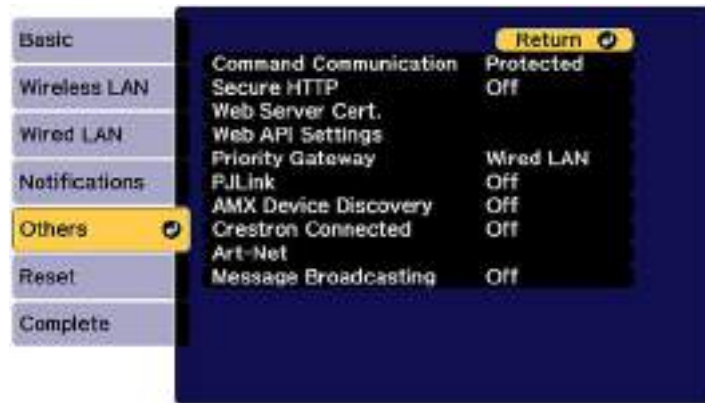 Basic
Wireless LAN
Wired LAN
Notifications
Others
Reset
Complete
Return
Command Communication Protected
Secure HTTP Off
Web Server Cert.
Web API Settings
Priority Gateway Wired LAN
PJLink Off
AMX Device Discovery Off
Crestron Connected Off
Art-Net
Message Broadcasting Off